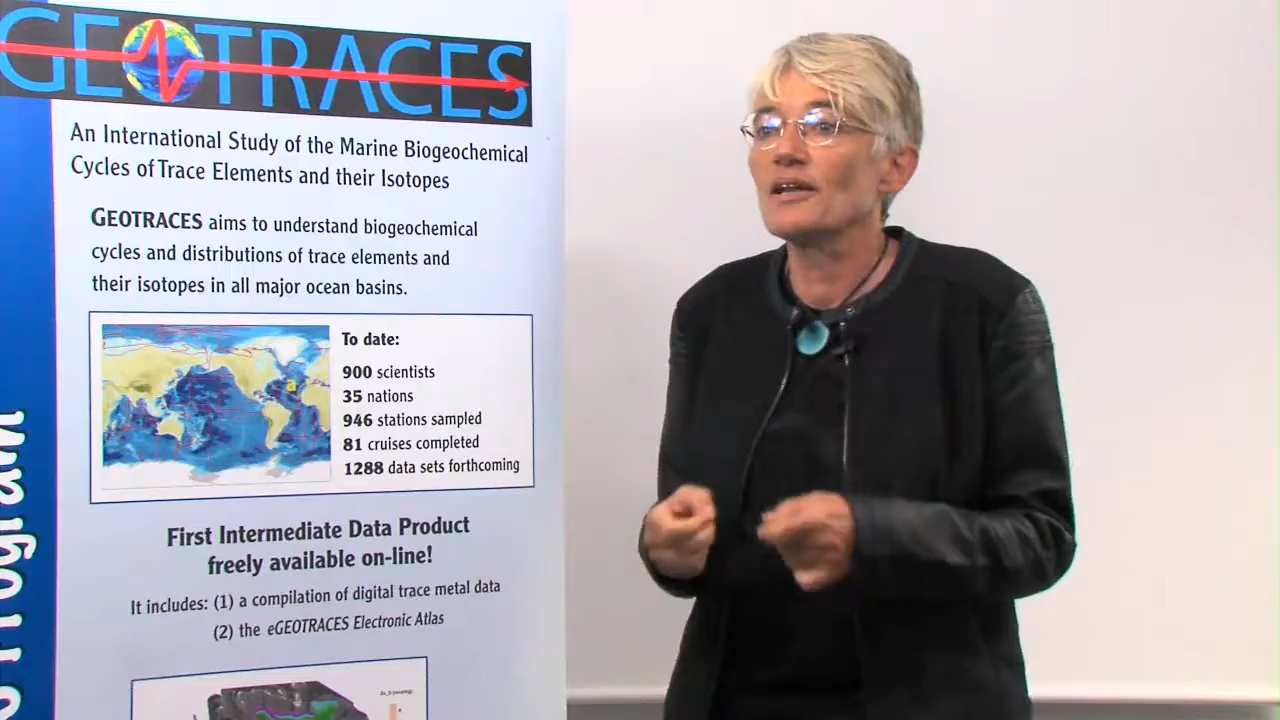 GEOTRACES
An International Study of the Marine Biogeochemical
Cycles of Trace Elements and their Isotopes
GEOTRACES aims to understand biogeochemical
cycles and distributions of trace elements and
their isotopes in all major ocean basins.
To date:
900 scientists
35 nations
946 stations sampled
81 cruises completed
1288 data sets forthcoming
First Intermediate Data Product
freely available on-line!
It includes: (1) a compilation of digital trace metal data
(2) the eGEOTRACES Electronic Atlas
Program